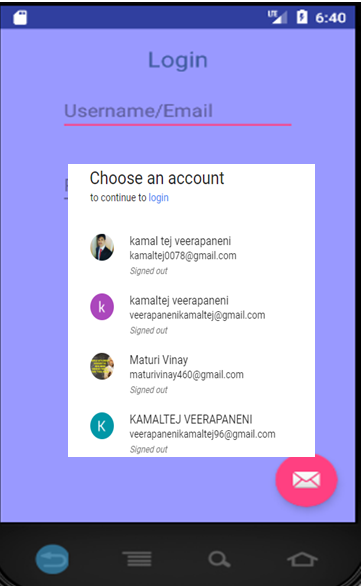 LTE 6:40
Login
Username/Email
Choose an account
to continue to login
kamal tej veerapaneni
kamaltej0078@gmail.com
Signed out
k
kamaltej veerapaneni
veerapanenikamaltej@gmail.com
Signed out
Maturi Vinay
maturivinay460@gmail.com
Signed out
K
KAMALTEJ VEERAPANENI
veerapanenikamaltej96@gmail.com
Signed out